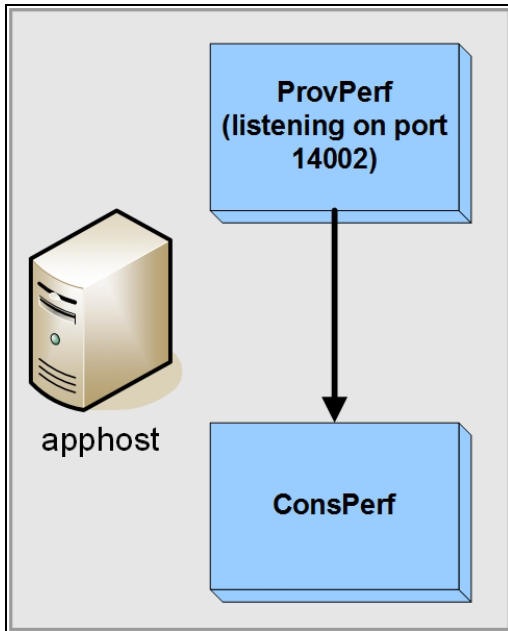 ProvPerf
(listening on port
14002)
apphost
ConsPerf